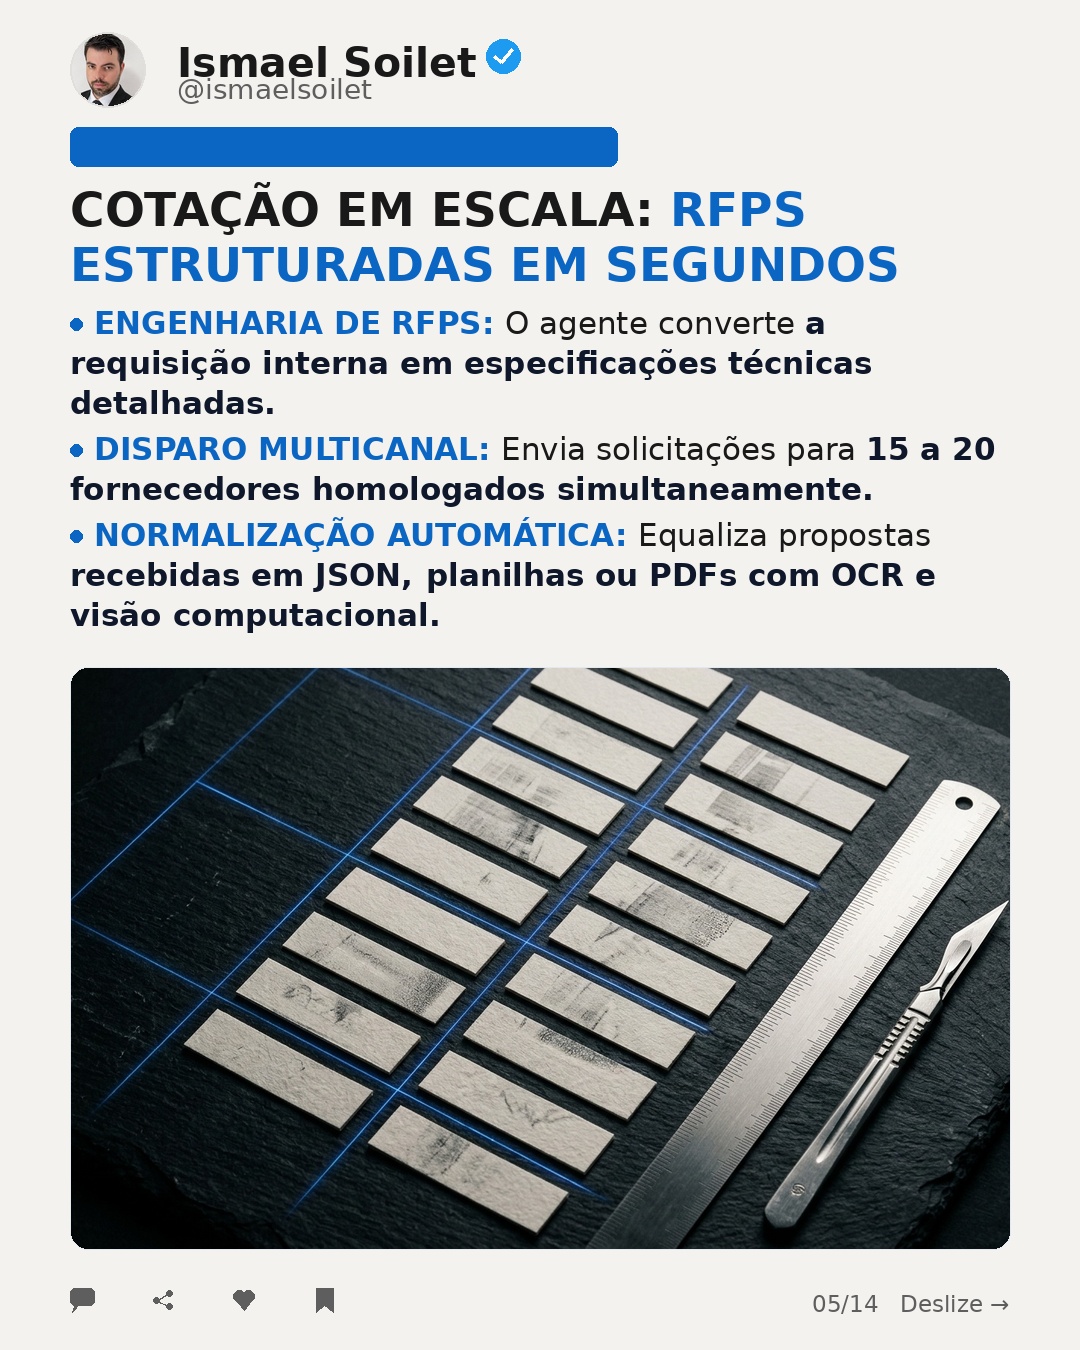 Ismael Soilet
@ismaelsoilet
COTAÇÃO EM ESCALA: RFPS
ESTRUTURADAS EM SEGUNDOS
• ENGENHARIA DE RFPS: O agente converte a
requisição interna em especificações técnicas
detalhadas.
• DISPARO MULTICANAL: Envia solicitações para 15 a 20
fornecedores homologados simultaneamente.
• NORMALIZAÇÃO AUTOMÁTICA: Equaliza propostas
recebidas em JSON, planilhas ou PDFs com OCR e
visão computacional.
05/14 Deslize →